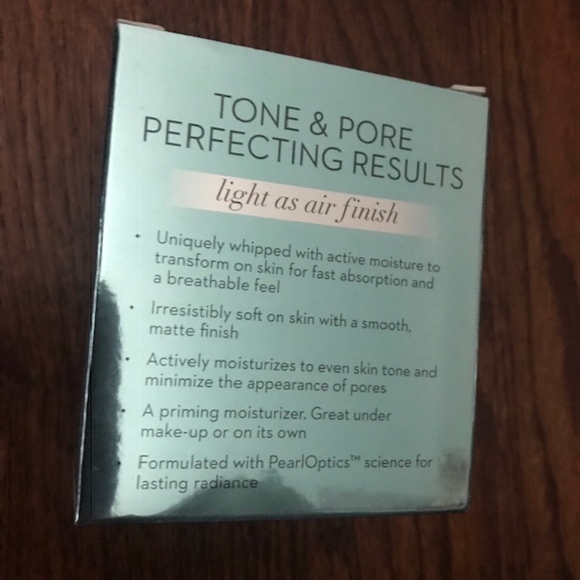 TONE & PORE
PERFECTING RESULTS
light as air finish
• Uniquely whipped with active moisture to
transform on skin for fast absorption and
a breathable feel
• Irresistibly soft on skin with a smooth,
matte finish
• Actively moisturizes to even skin tone and
minimize the appearance of pores
• A priming moisturizer. Great under
make-up or on its own
• Formulated with PearlOptics™ science for
lasting radiance